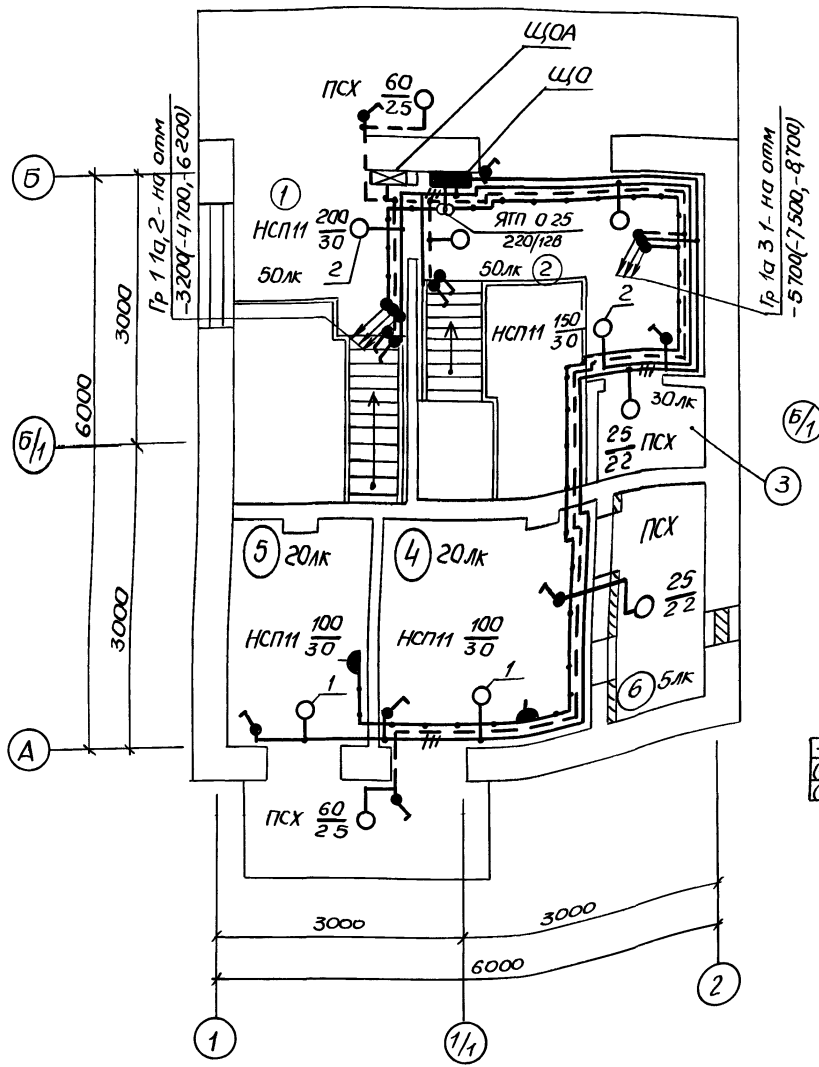 ЩОА
ЩО
ПСХ 60/25
Гр 1 1а, 2 - на отм
-3200(-4700, -6200)
Гр 1а 3 1 - на отм
-5700(-7500, -8,700)
Б
1
НСП11 200/30
2
50лк
ЯТП 0 25
220/12В
50лк
2
НСП11 150/30
2
30лк
25/22 ПСХ
3
Б/1
Б/1
3000
6000
3000
5
20лк
4
20лк
ПСХ
25/22
НСП11 100/30
НСП11 100/30
1
1
6
5лк
А
ПСХ 60/25
3000
3000
6000
1
1/1
2